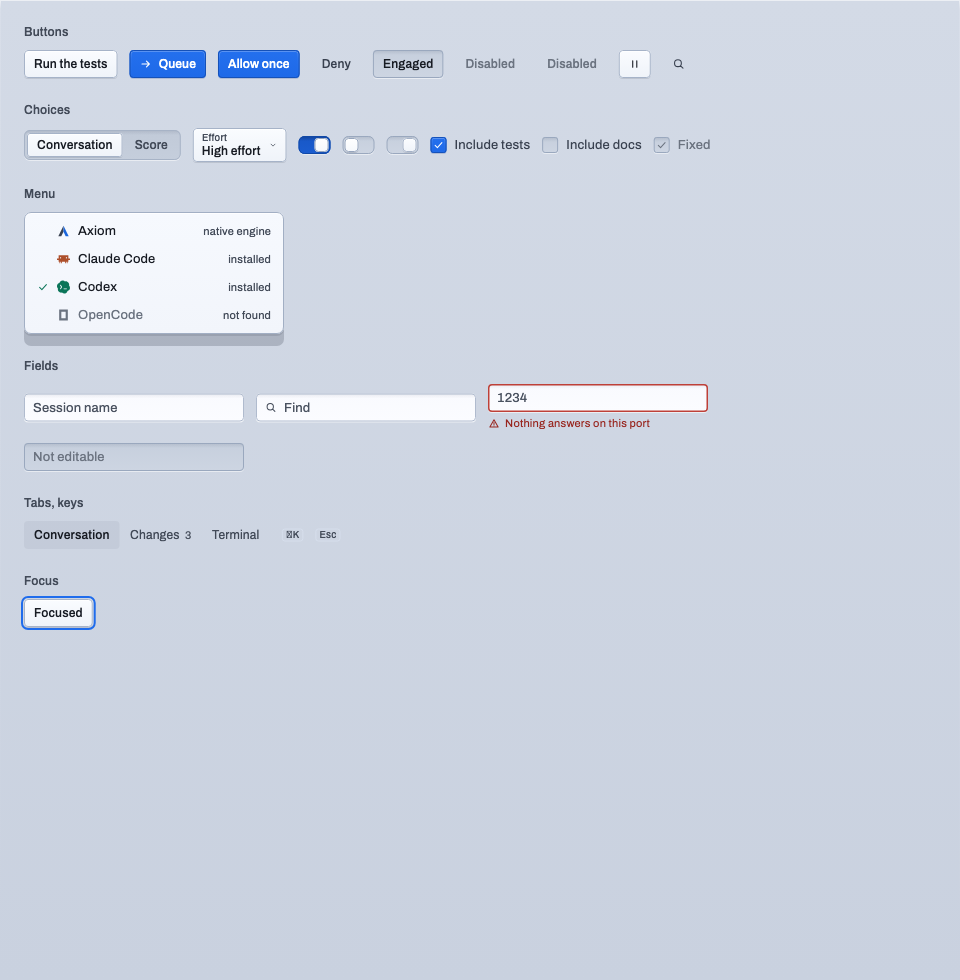 Buttons
Run the tests Queue Allow once Deny Engaged Disabled Disabled
Choices
Conversation Score Effort High effort Include tests Include docs Fixed
Menu
Axiom native engine
Claude Code installed
Codex installed
OpenCode not found
Fields
Session name Find 1234
Nothing answers on this port
Not editable
Tabs, keys
Conversation Changes 3 Terminal K Esc
Focus
Focused